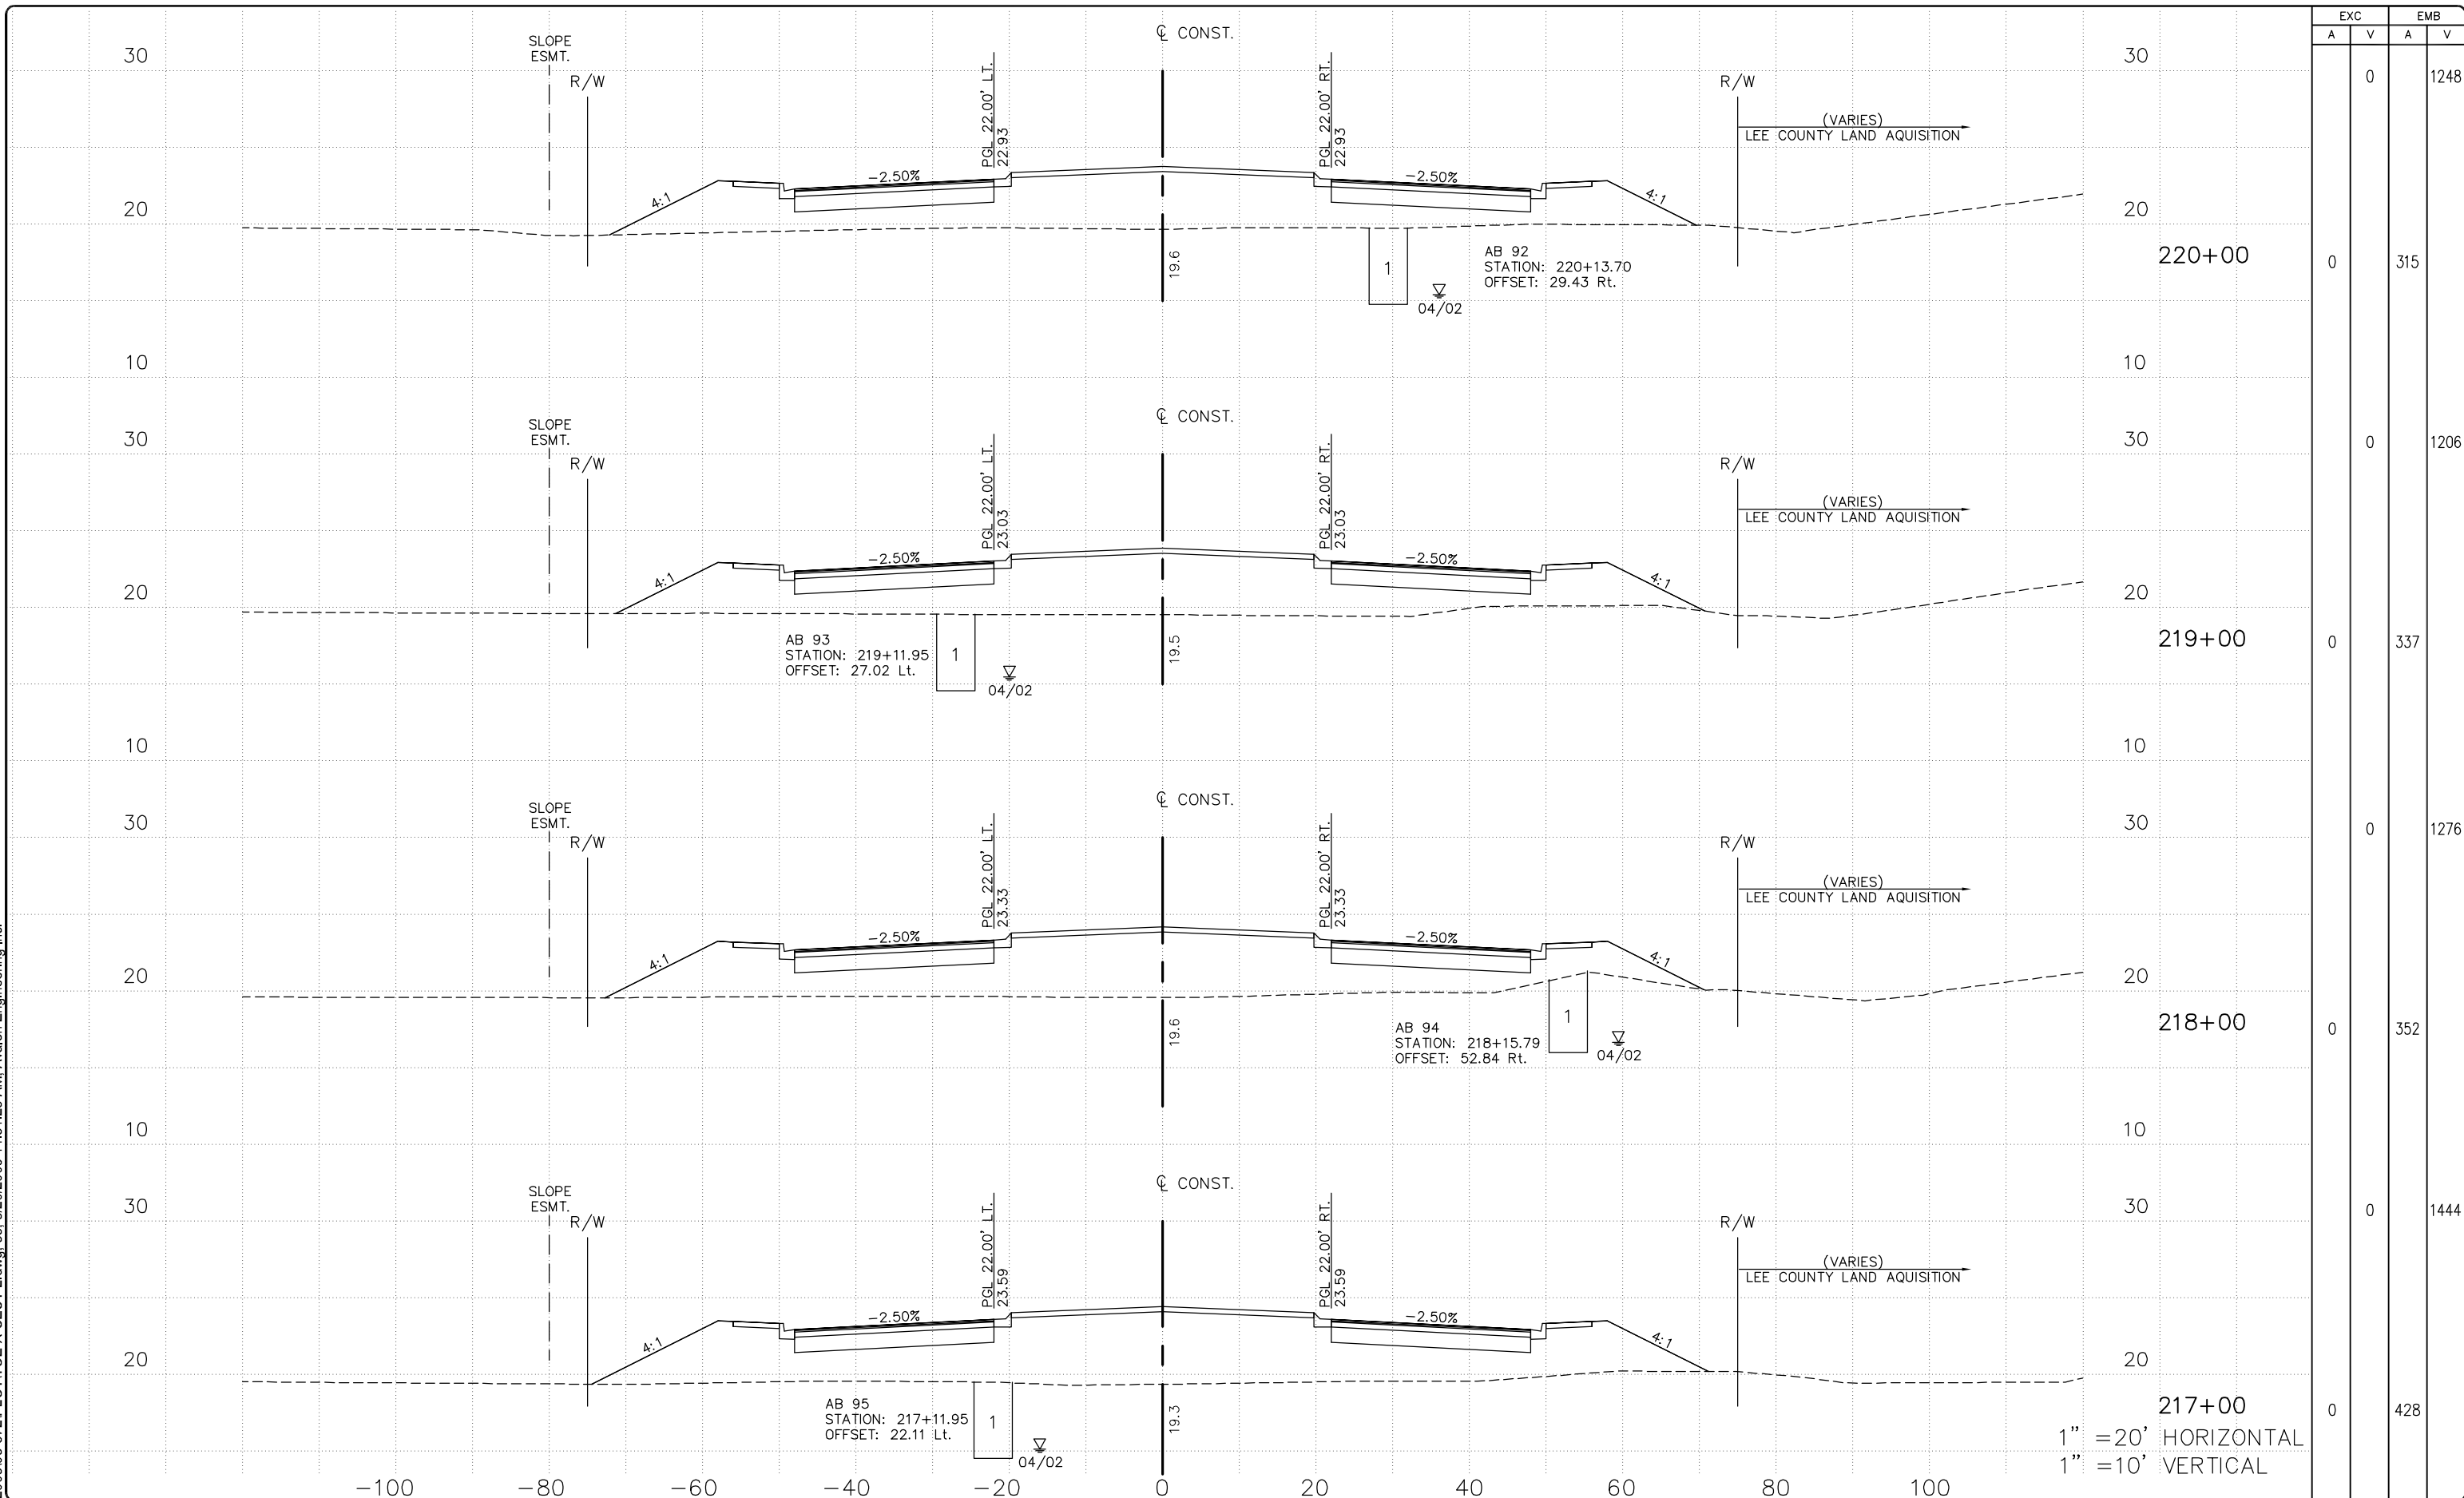 EXC EMB
A V A V
SLOPE
ESMT.
R/W
℄ CONST.
PGL 22.00' LT.
22.93
PGL 22.00' RT.
22.93
R/W
(VARIES)
LEE COUNTY LAND AQUISITION
30 30
0 1248
4:1
-2.50%
-2.50%
4:1
20 20
220+00
19.6
1
AB 92
STATION: 220+13.70
OFFSET: 29.43 Rt.
04/02
0 315
10 10
℄ CONST.
SLOPE
ESMT.
30 30
0 1206
R/W
PGL 22.00' LT.
23.03
PGL 22.00' RT.
23.03
R/W
(VARIES)
LEE COUNTY LAND AQUISITION
4:1
-2.50%
-2.50%
4:1
20 20
219+00
AB 93
STATION: 219+11.95
OFFSET: 27.02 Lt.
1
04/02
19.5
0 337
10 10
℄ CONST.
SLOPE
ESMT.
30 30
0 1276
R/W
PGL 22.00' LT.
23.33
PGL 22.00' RT.
23.33
R/W
(VARIES)
LEE COUNTY LAND AQUISITION
4:1
-2.50%
-2.50%
4:1
20 20
218+00
19.6
AB 94
STATION: 218+15.79
OFFSET: 52.84 Rt.
1
04/02
0 352
10 10
℄ CONST.
SLOPE
ESMT.
30 30
0 1444
R/W
PGL 22.00' LT.
23.59
PGL 22.00' RT.
23.59
R/W
(VARIES)
LEE COUNTY LAND AQUISITION
4:1
-2.50%
-2.50%
4:1
20 20
217+00
AB 95
STATION: 217+11.95
OFFSET: 22.11 Lt.
1
04/02
19.3
0 428
1" =20' HORIZONTAL
1" =10' VERTICAL
-100 -80 -60 -40 -20 0 20 40 60 80 100